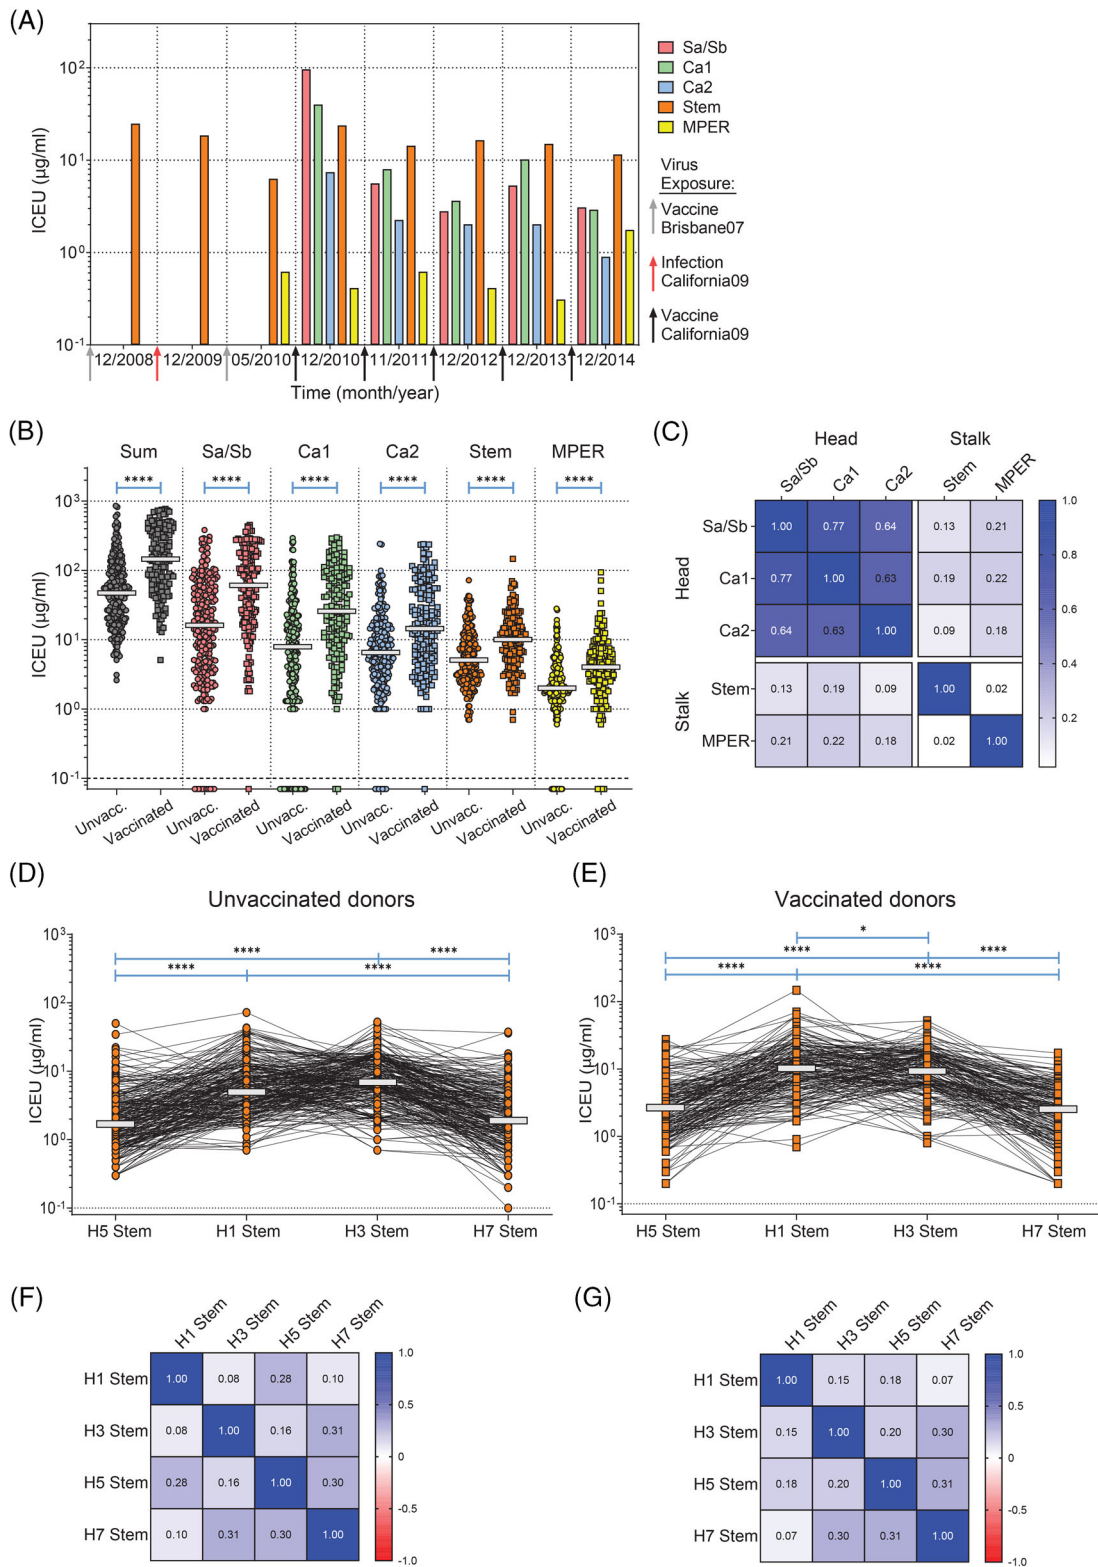 (A)
ICEU (µg/ml)
10²
10¹
10⁰
10⁻¹
12/2008 12/2009 05/2010 12/2010 11/2011 12/2012 12/2013 12/2014
Time (month/year)
Sa/Sb
Ca1
Ca2
Stem
MPER
Virus
Exposure:
Vaccine
Brisbane07
Infection
California09
Vaccine
California09
(B)
Sum Sa/Sb Ca1 Ca2 Stem MPER
**** **** **** **** **** ****
ICEU (µg/ml)
10³
10²
10¹
10⁰
10⁻¹
Unvacc. Vaccinated Unvacc. Vaccinated Unvacc. Vaccinated Unvacc. Vaccinated Unvacc. Vaccinated Unvacc. Vaccinated
(C)
Head Stalk
Sa/Sb Ca1 Ca2 Stem MPER
Head
Stalk
Sa/Sb 1.00 0.77 0.64 0.13 0.21
Ca1 0.77 1.00 0.63 0.19 0.22
Ca2 0.64 0.63 1.00 0.09 0.18
Stem 0.13 0.19 0.09 1.00 0.02
MPER 0.21 0.22 0.18 0.02 1.00
1.0
0.8
0.6
0.4
0.2
(D)
Unvaccinated donors
ICEU (µg/ml)
10³
10²
10¹
10⁰
10⁻¹
**** ****
**** ****
H5 Stem H1 Stem H3 Stem H7 Stem
(E)
Vaccinated donors
ICEU (µg/ml)
10³
10²
10¹
10⁰
10⁻¹
*
**** ****
**** ****
H5 Stem H1 Stem H3 Stem H7 Stem
(F)
H1 Stem H3 Stem H5 Stem H7 Stem
H1 Stem 1.00 0.08 0.28 0.10
H3 Stem 0.08 1.00 0.16 0.31
H5 Stem 0.28 0.16 1.00 0.30
H7 Stem 0.10 0.31 0.30 1.00
1.0
0.5
0
-0.5
-1.0
(G)
H1 Stem H3 Stem H5 Stem H7 Stem
H1 Stem 1.00 0.15 0.18 0.07
H3 Stem 0.15 1.00 0.20 0.30
H5 Stem 0.18 0.20 1.00 0.31
H7 Stem 0.07 0.30 0.31 1.00
1.0
0.5
0
-0.5
-1.0